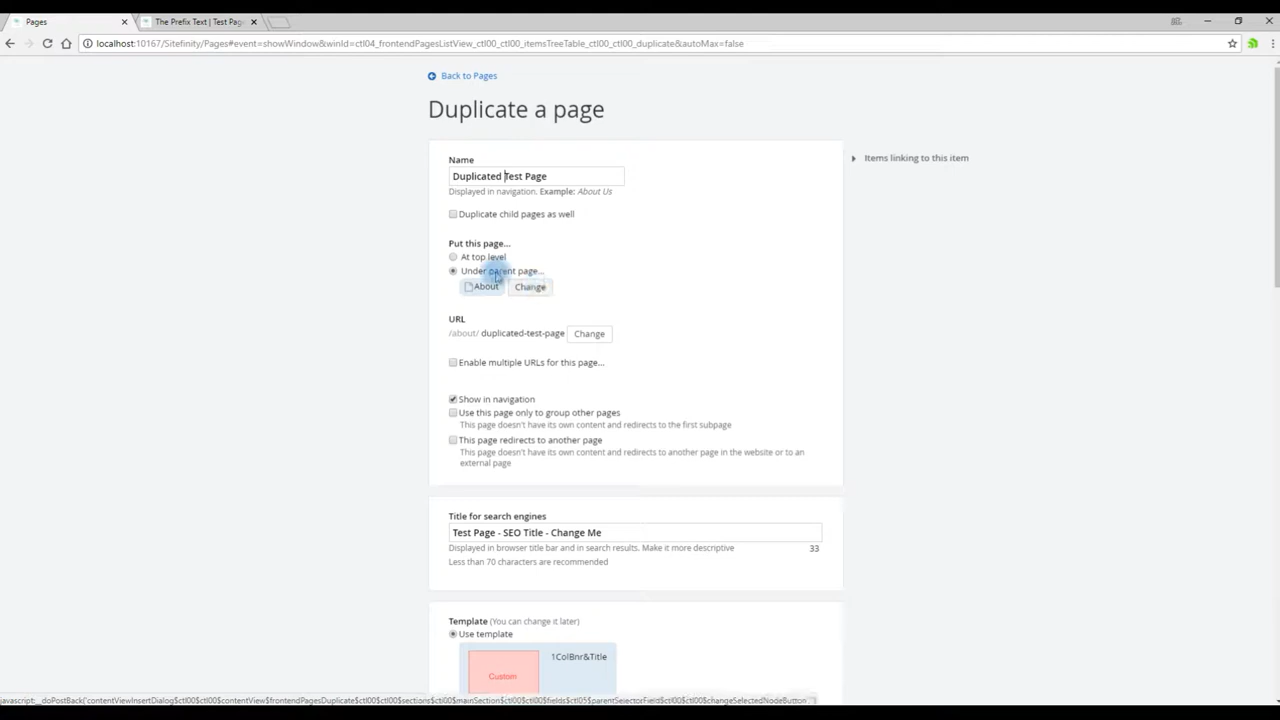 Pages
The Prefix Text | Test Pag
localhost:10167/Sitefinity/Pages#event=showWindow&winId=ctl04_frontendPagesListView_ctl00_ctl00_itemsTreeTable_ctl00_ctl00_duplicate&autoMax=false
Back to Pages
Duplicate a page
Name
Items linking to this item
Duplicated Test Page
Displayed in navigation. Example: About Us
Duplicate child pages as well
Put this page...
At top level
Under parent page...
About Change
URL
/about/ duplicated-test-page Change
Enable multiple URLs for this page...
Show in navigation
Use this page only to group other pages
This page doesn't have its own content and redirects to the first subpage
This page redirects to another page
This page doesn't have its own content and redirects to another page in the website or to an
external page
Title for search engines
Test Page - SEO Title - Change Me
Displayed in browser title bar and in search results. Make it more descriptive 33
Less than 70 characters are recommended
Template (You can change it later)
Use template
1ColBnr&Title
Custom